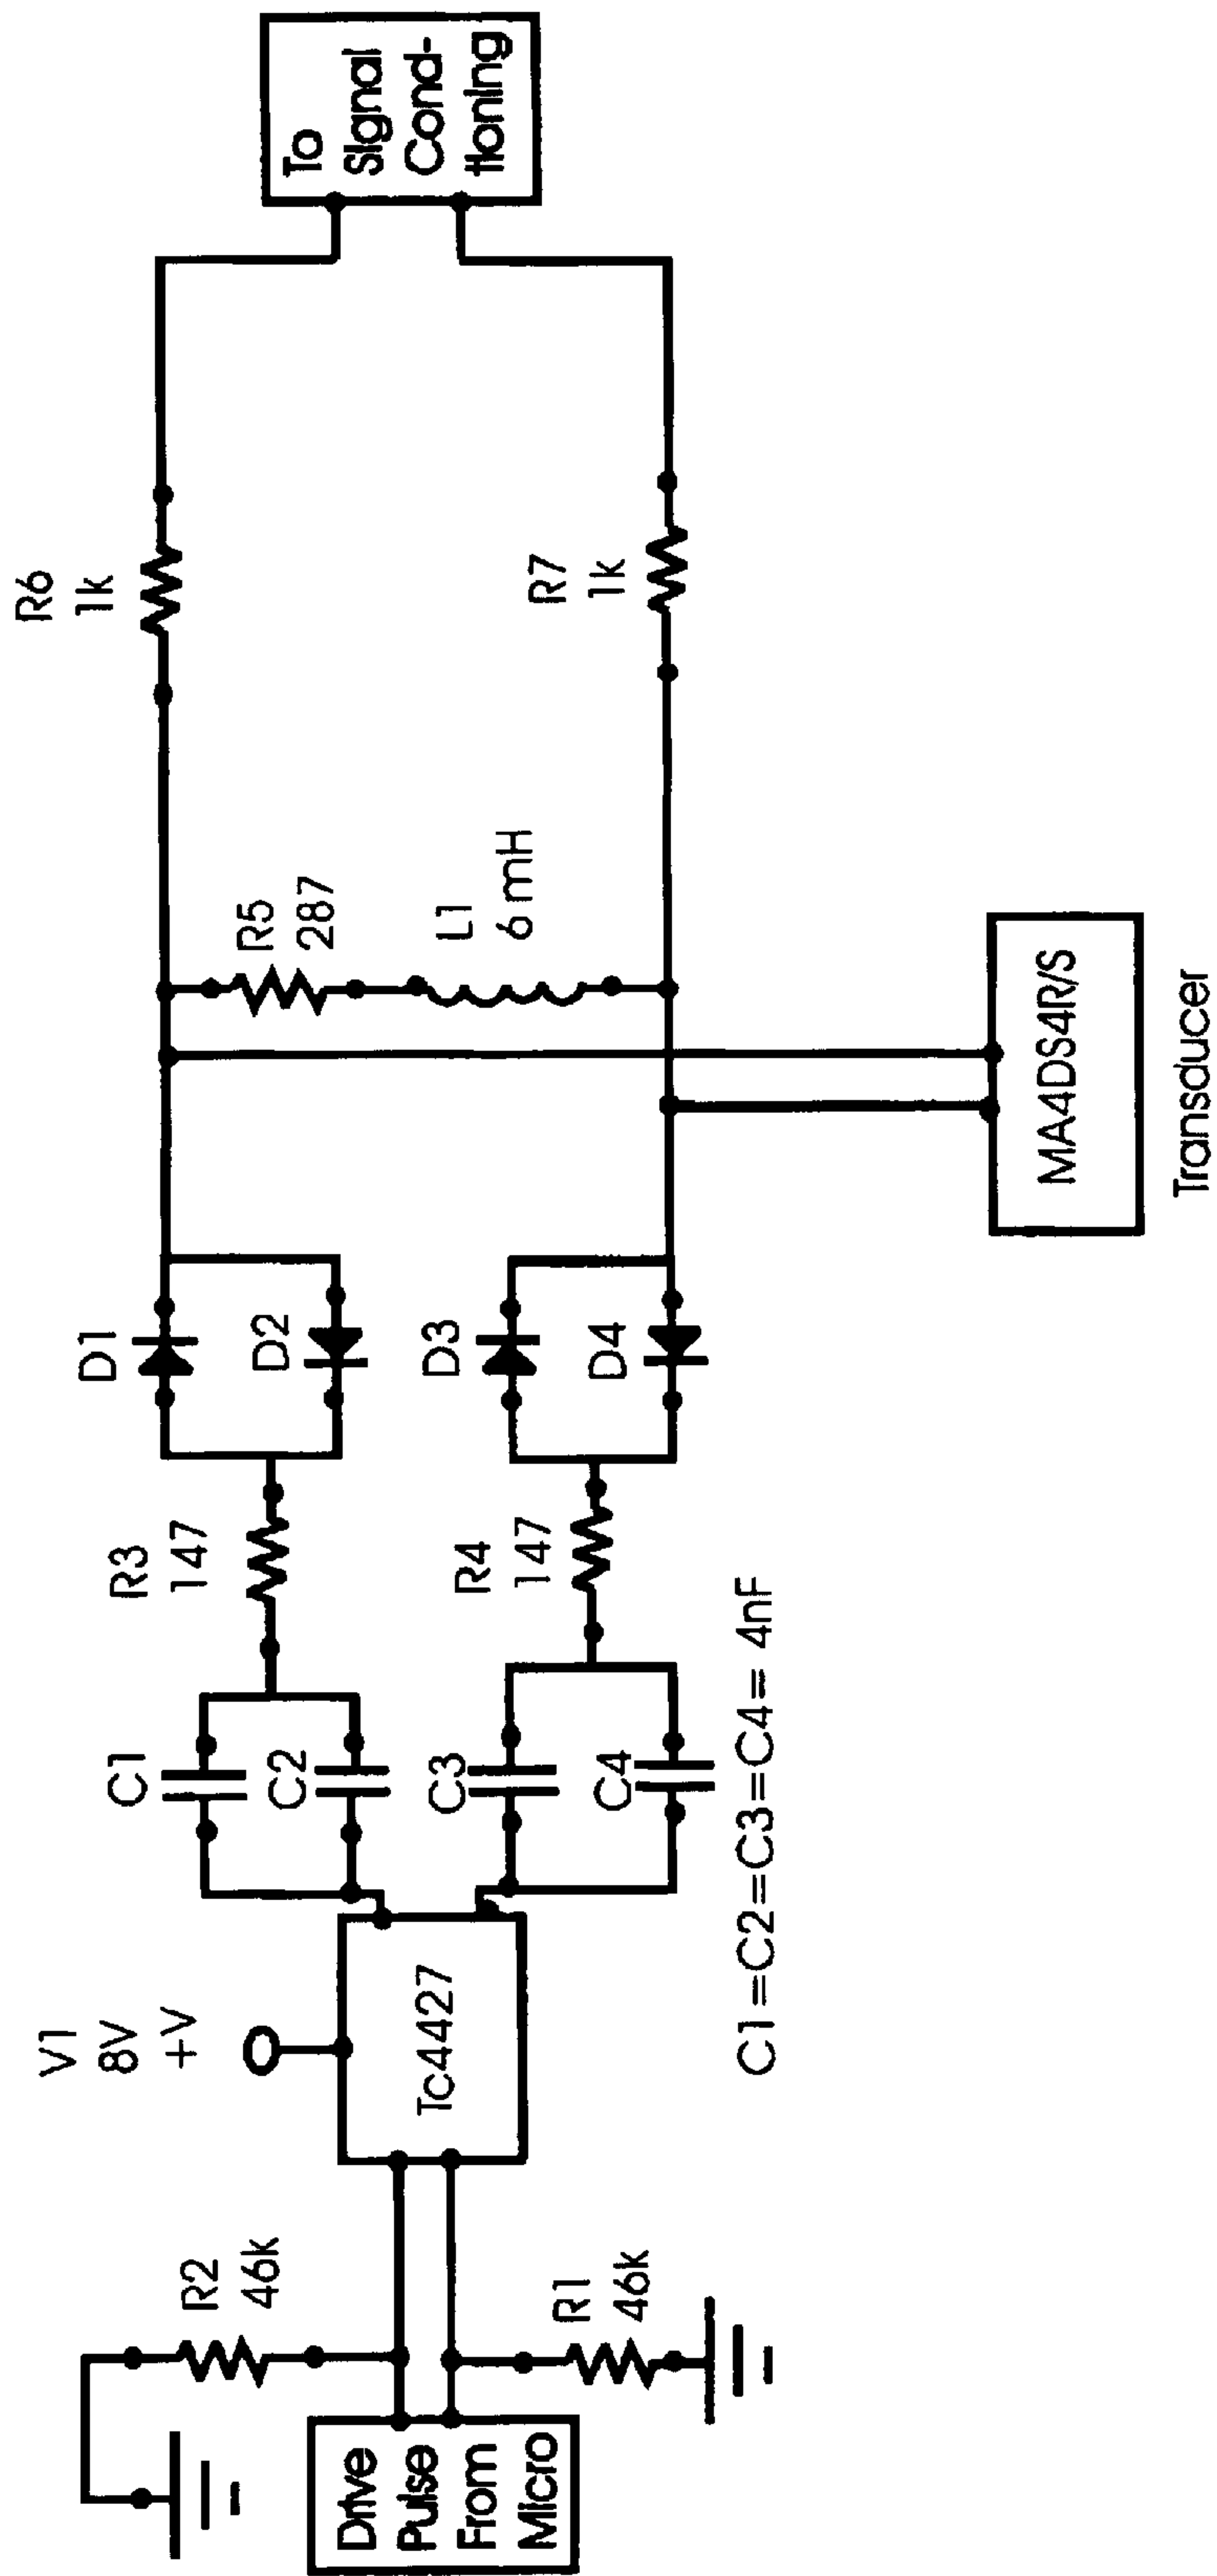 Drive
Pulse
From
Micro
R2
46k
R1
46k
V1
8V
+V
Tc4427
C1
C2
C3
C4
C1=C2=C3=C4= 4nF
R3
147
R4
147
D1
D2
D3
D4
MA4DS4R/S
Transducer
R5
287
L1
6 mH
R6
1k
R7
1k
To
Signal
Cond-
itioning